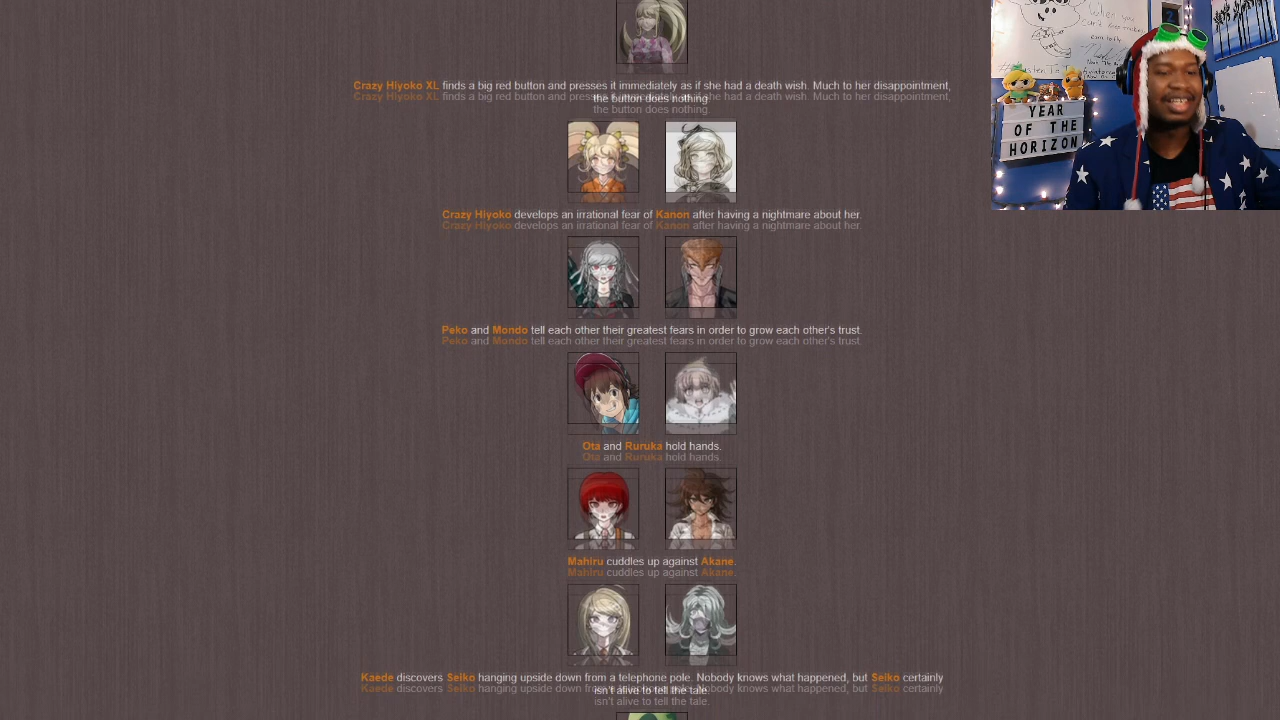 Crazy Hiyoko XL finds a big red button and presses it immediately as if she had a death wish. Much to her disappointment,
the button does nothing.
Crazy Hiyoko develops an irrational fear of Kanon after having a nightmare about her.
Peko and Mondo tell each other their greatest fears in order to grow each other's trust.
Ota and Ruruka hold hands.
Mahiru cuddles up against Akane.
Kaede discovers Seiko hanging upside down from a telephone pole. Nobody knows what happened, but Seiko certainly
isn't alive to tell the tale.
When you
can't
YEAR
OF THE
HORIZON
2